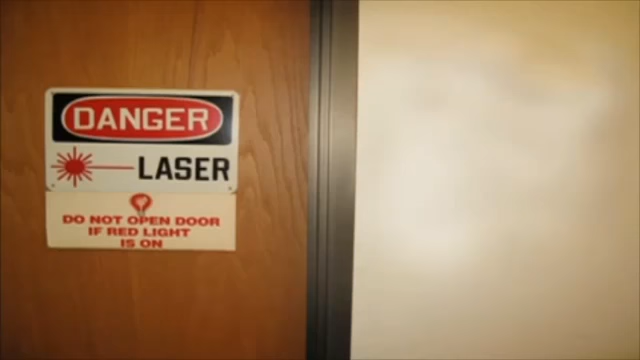 DANGER
LASER
DO NOT OPEN DOOR
IF RED LIGHT
IS ON